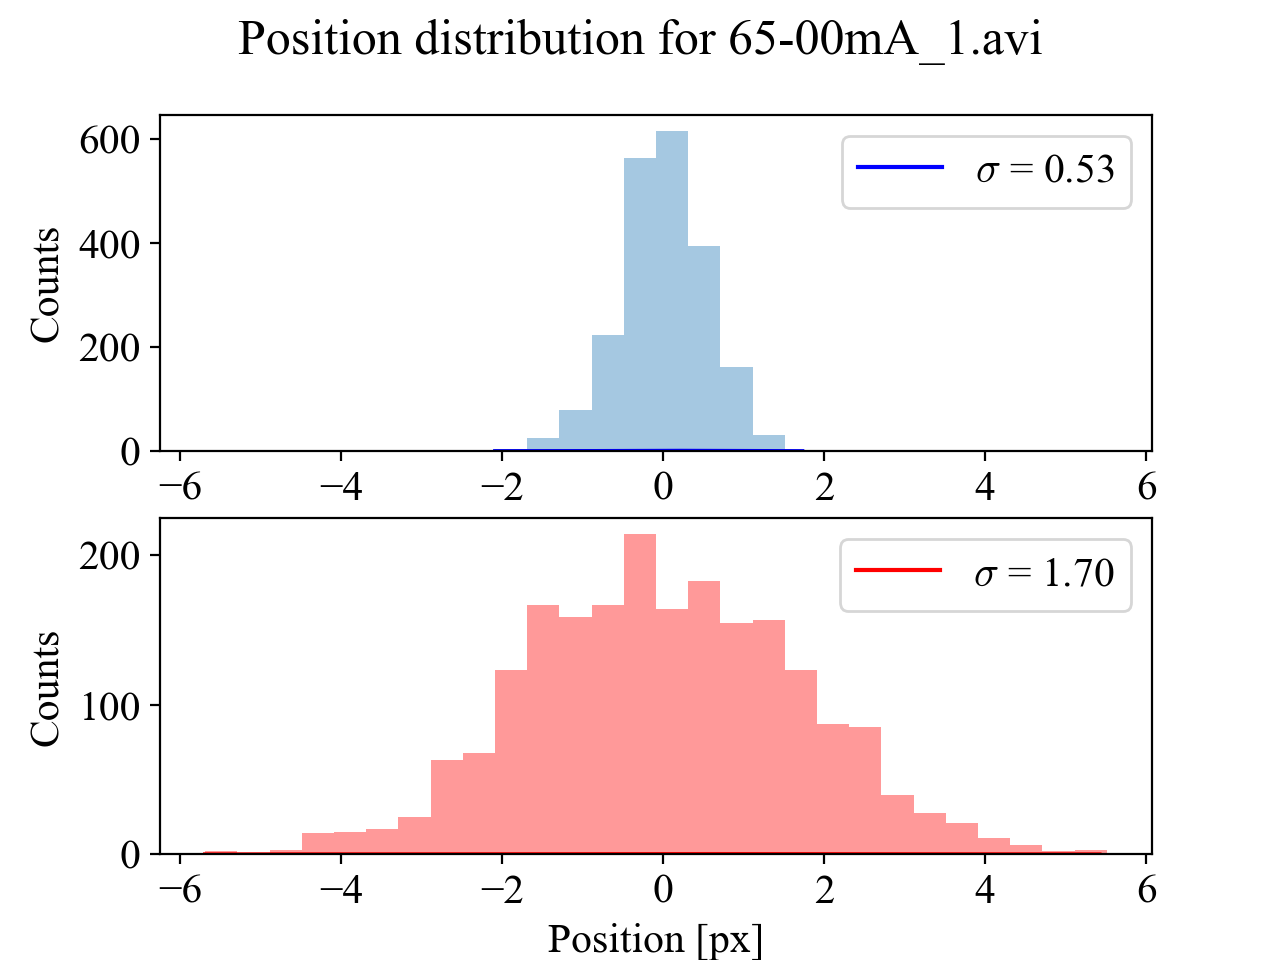 Position distribution for 65-00mA_1.avi
600
400
200
0
Counts
σ = 0.53
−6 −4 −2 0 2 4 6
200
100
0
Counts
σ = 1.70
−6 −4 −2 0 2 4 6
Position [px]